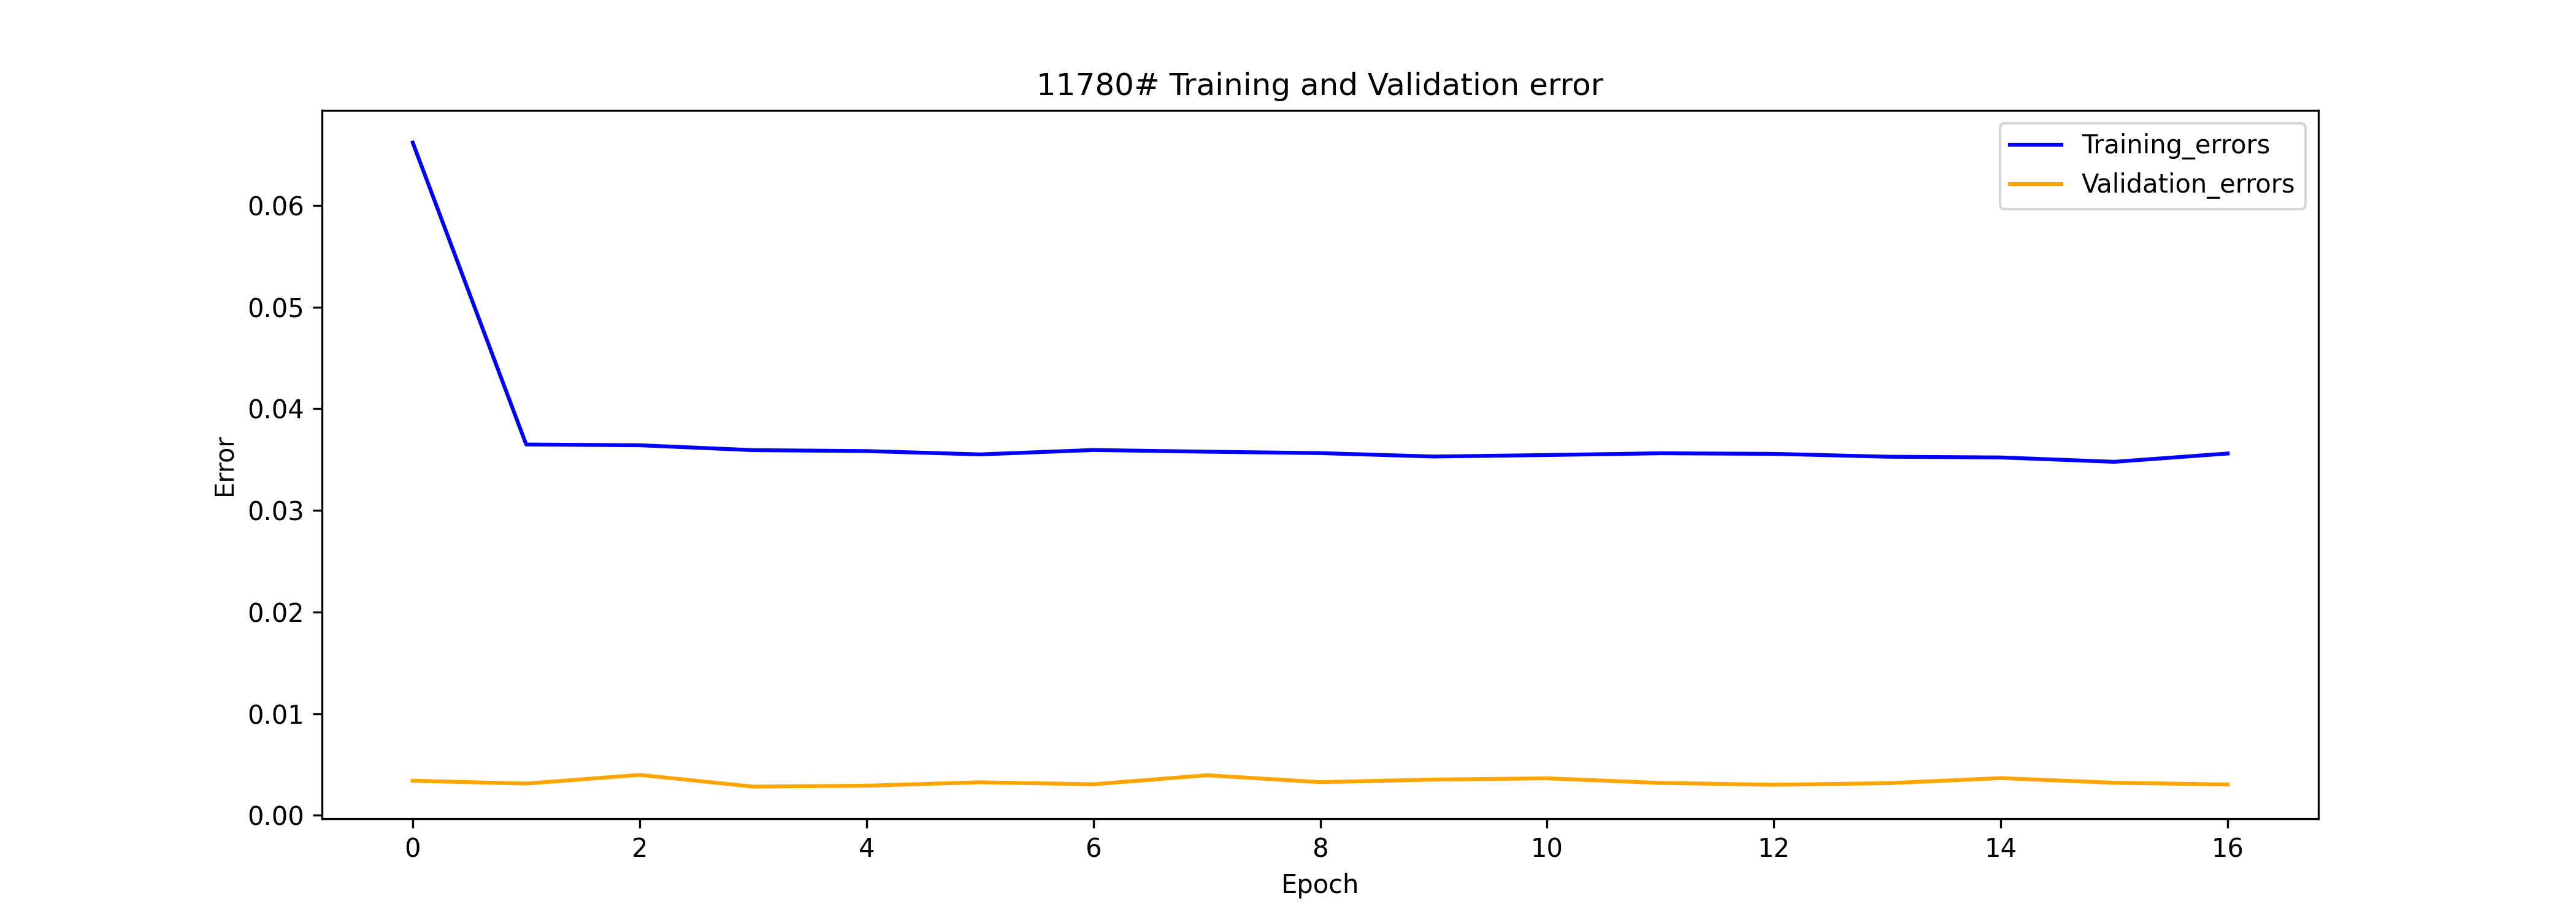 11780# Training and Validation error
Training_errors
Validation_errors
0.06
0.05
0.04
0.03
0.02
0.01
0.00
Error
0 2 4 6 8 10 12 14 16
Epoch